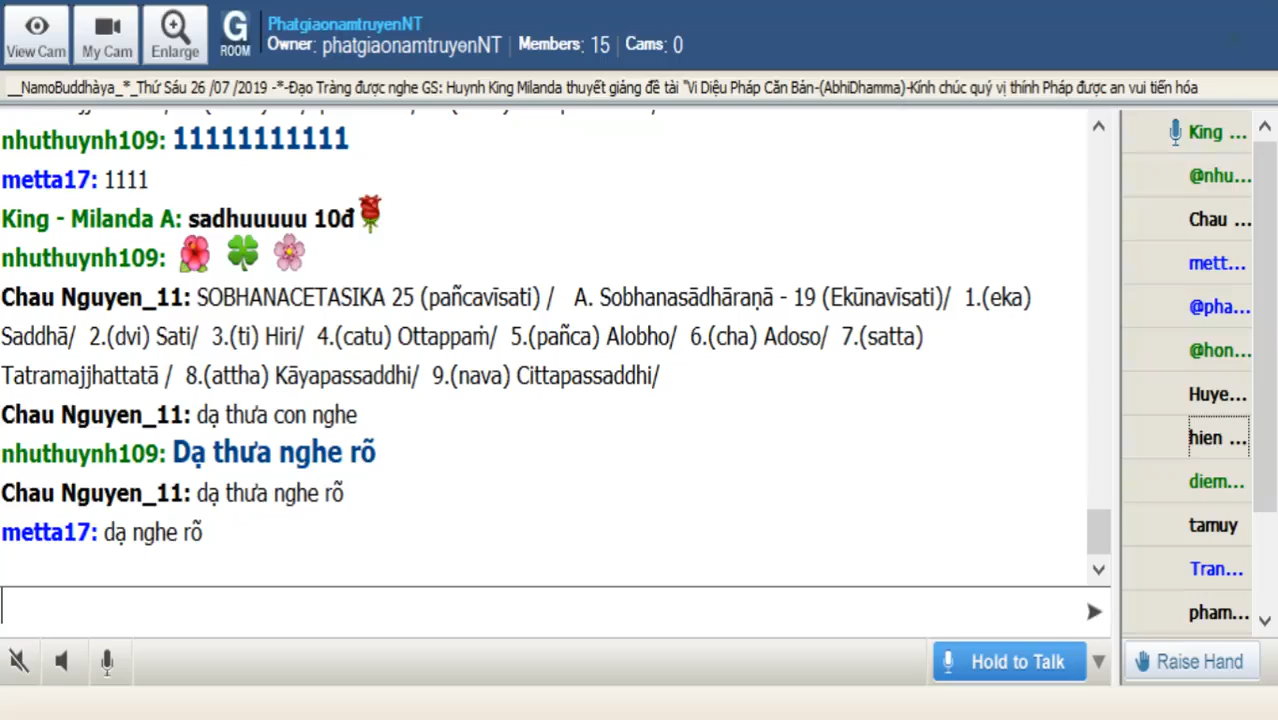 PhatgiaonamtruyenNT
View Cam
My Cam
Enlarge
G ROOM
Owner: phatgiaonamtruyenNT | Members: 15 | Cams: 0
__NamoBuddhàya_*_Thứ Sáu 26 /07 /2019 -*-Đạo Tràng được nghe GS: Huynh King Milanda thuyết giảng đề tài "Vi Diệu Pháp Căn Bản-(AbhiDhamma)-Kính chúc quý vị thính Pháp được an vui tiến hóa
nhuthuynh109: 11111111111
metta17: 1111
King - Milanda A: sadhuuuuu 10đ
nhuthuynh109:
Chau Nguyen_11: SOBHANACETASIKA 25 (pañcavīsati) / A. Sobhanasādhāraṇā - 19 (Ekūnavīsati)/ 1.(eka)
Saddhā/ 2.(dvi) Sati/ 3.(ti) Hiri/ 4.(catu) Ottappaṁ/ 5.(pañca) Alobho/ 6.(cha) Adoso/ 7.(satta)
Tatramajjhattatā / 8.(attha) Kāyapassaddhi/ 9.(nava) Cittapassaddhi/
Chau Nguyen_11: dạ thưa con nghe
nhuthuynh109: Dạ thưa nghe rõ
Chau Nguyen_11: dạ thưa nghe rõ
metta17: dạ nghe rõ
King ...
@nhu...
Chau ...
mett...
@pha...
@hon...
Huye...
hien ...
diem...
tamuy
Tran...
pham...
Hold to Talk
Raise Hand